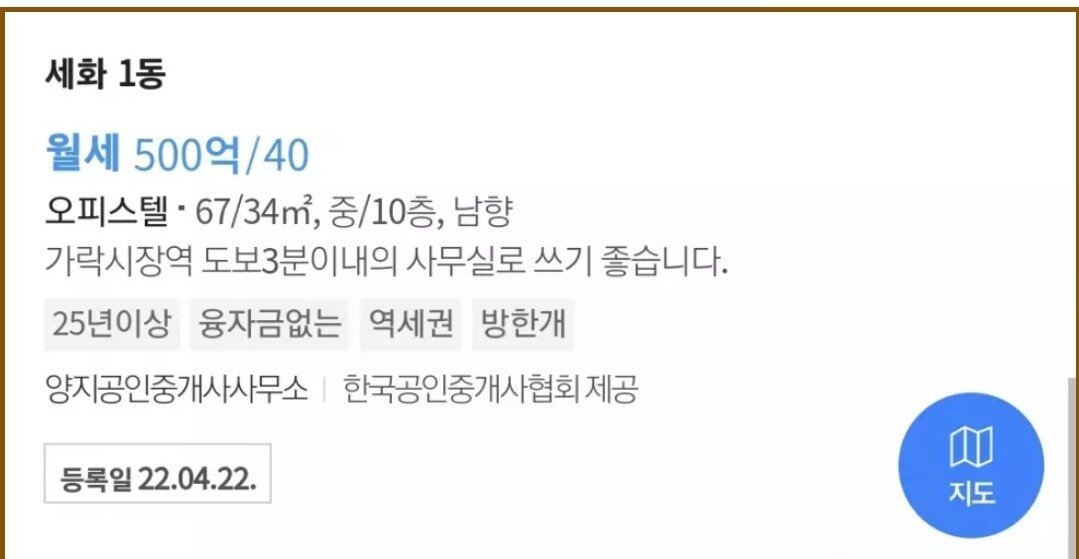 세화 1동
월세 500억/40
오피스텔 · 67/34㎡, 중/10층, 남향
가락시장역 도보3분이내의 사무실로 쓰기 좋습니다.
25년이상 융자금없는 역세권 방한개
양지공인중개사사무소 | 한국공인중개사협회 제공
등록일 22.04.22.
지도